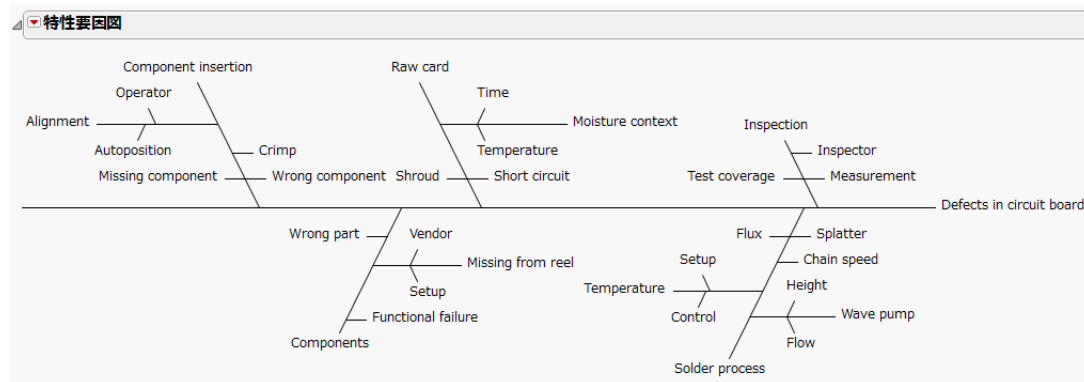 特性要因図
Component insertion
Raw card
Operator
Time
Alignment
Moisture context
Inspection
Autoposition
Crimp
Temperature
Inspector
Missing component
Wrong component
Shroud
Short circuit
Test coverage
Measurement
Defects in circuit board
Wrong part
Vendor
Flux
Splatter
Missing from reel
Setup
Chain speed
Setup
Temperature
Height
Functional failure
Control
Wave pump
Components
Flow
Solder process